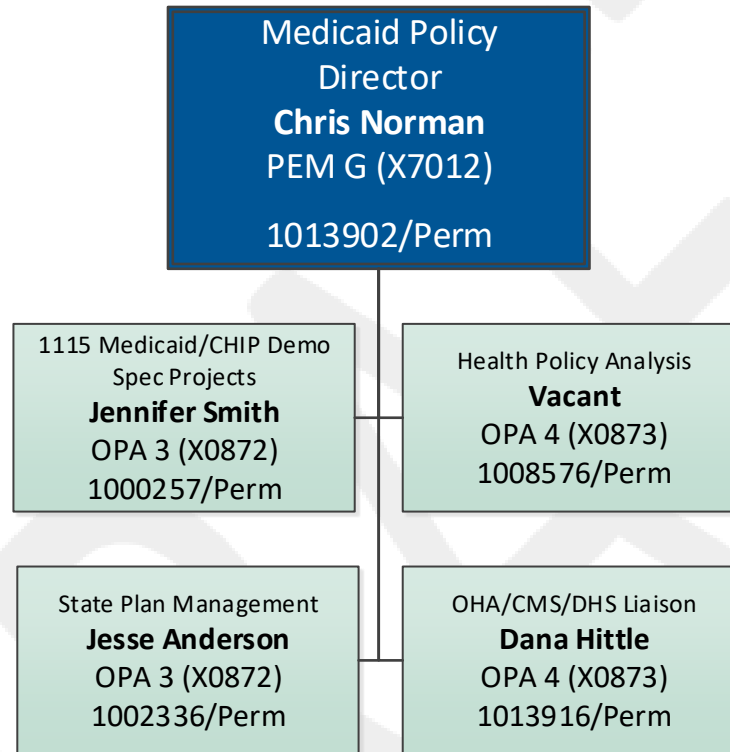 Medicaid Policy
Director
Chris Norman
PEM G (X7012)
1013902/Perm
1115 Medicaid/CHIP Demo
Spec Projects
Jennifer Smith
OPA 3 (X0872)
1000257/Perm
Health Policy Analysis
Vacant
OPA 4 (X0873)
1008576/Perm
State Plan Management
Jesse Anderson
OPA 3 (X0872)
1002336/Perm
OHA/CMS/DHS Liaison
Dana Hittle
OPA 4 (X0873)
1013916/Perm